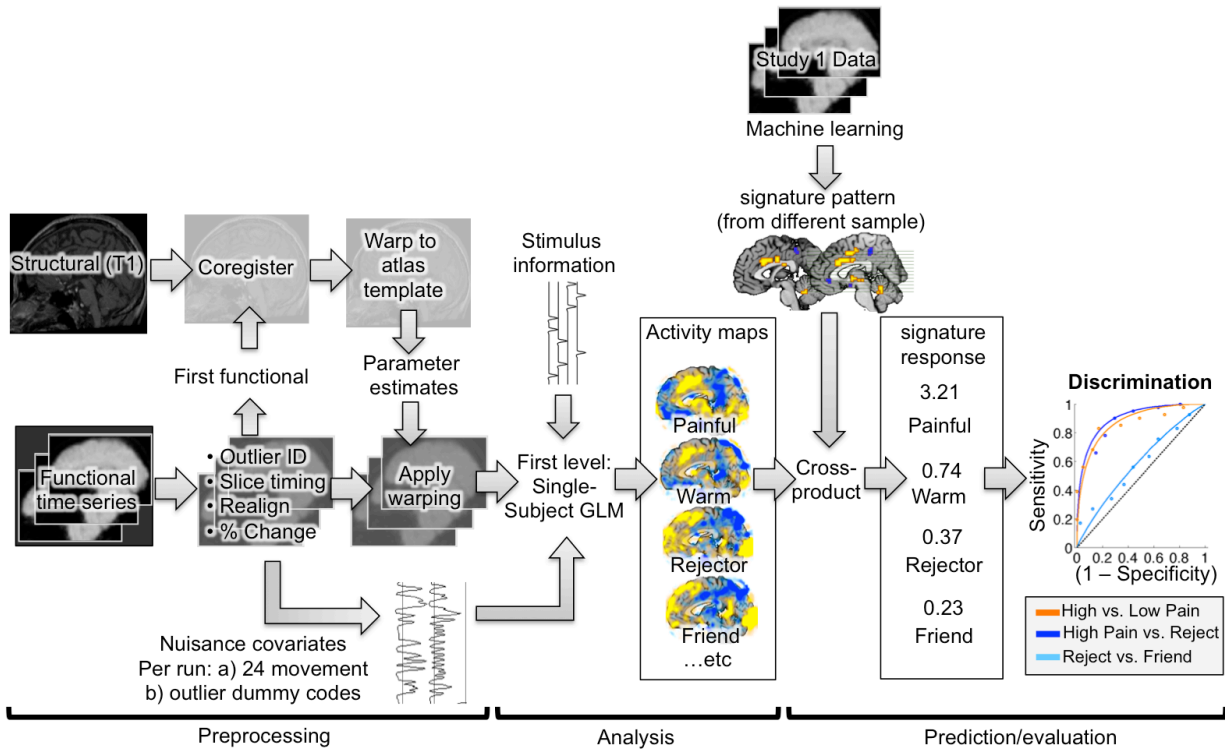 Study 1 Data
Machine learning
signature pattern
(from different sample)
Structural (T1)
Coregister
Warp to
atlas
template
Stimulus
information
First functional
Parameter
estimates
Functional
time series
• Outlier ID
• Slice timing
• Realign
• % Change
Apply
warping
First level:
Single-
Subject GLM
Nuisance covariates
Per run: a) 24 movement
b) outlier dummy codes
Activity maps
Painful
Warm
Rejector
Friend
…etc
Cross-
product
signature
response
3.21
Painful
0.74
Warm
0.37
Rejector
0.23
Friend
Discrimination
Sensitivity
1
0.8
0.6
0.4
0.2
0
0 0.2 0.4 0.6 0.8 1
(1 – Specificity)
High vs. Low Pain
High Pain vs. Reject
Reject vs. Friend
Preprocessing
Analysis
Prediction/evaluation